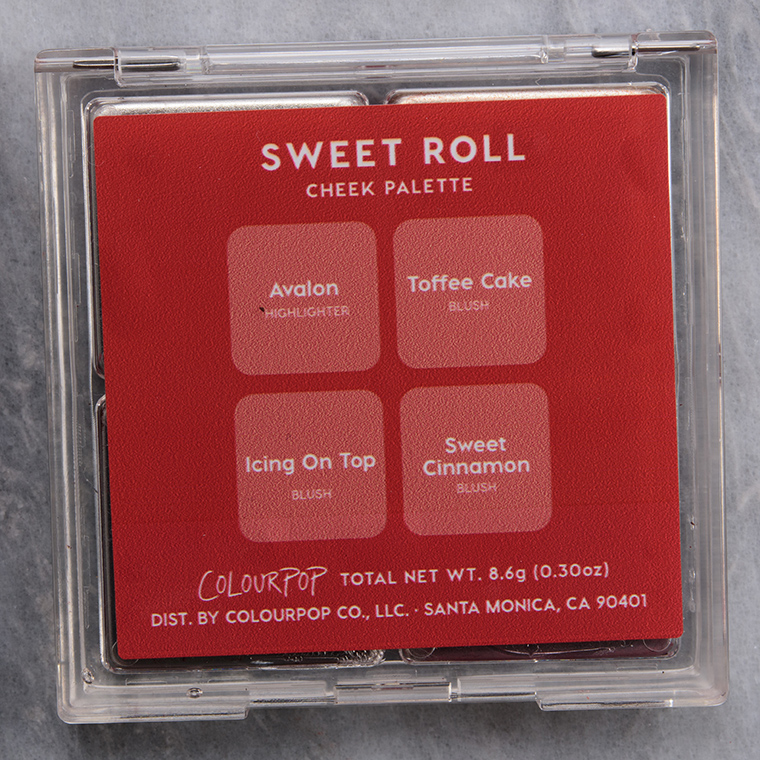 SWEET ROLL
CHEEK PALETTE
Avalon
HIGHLIGHTER
Toffee Cake
BLUSH
Icing On Top
BLUSH
Sweet
Cinnamon
BLUSH
COLOURPOP TOTAL NET WT. 8.6g (0.30oz)
DIST. BY COLOURPOP CO., LLC. · SANTA MONICA, CA 90401